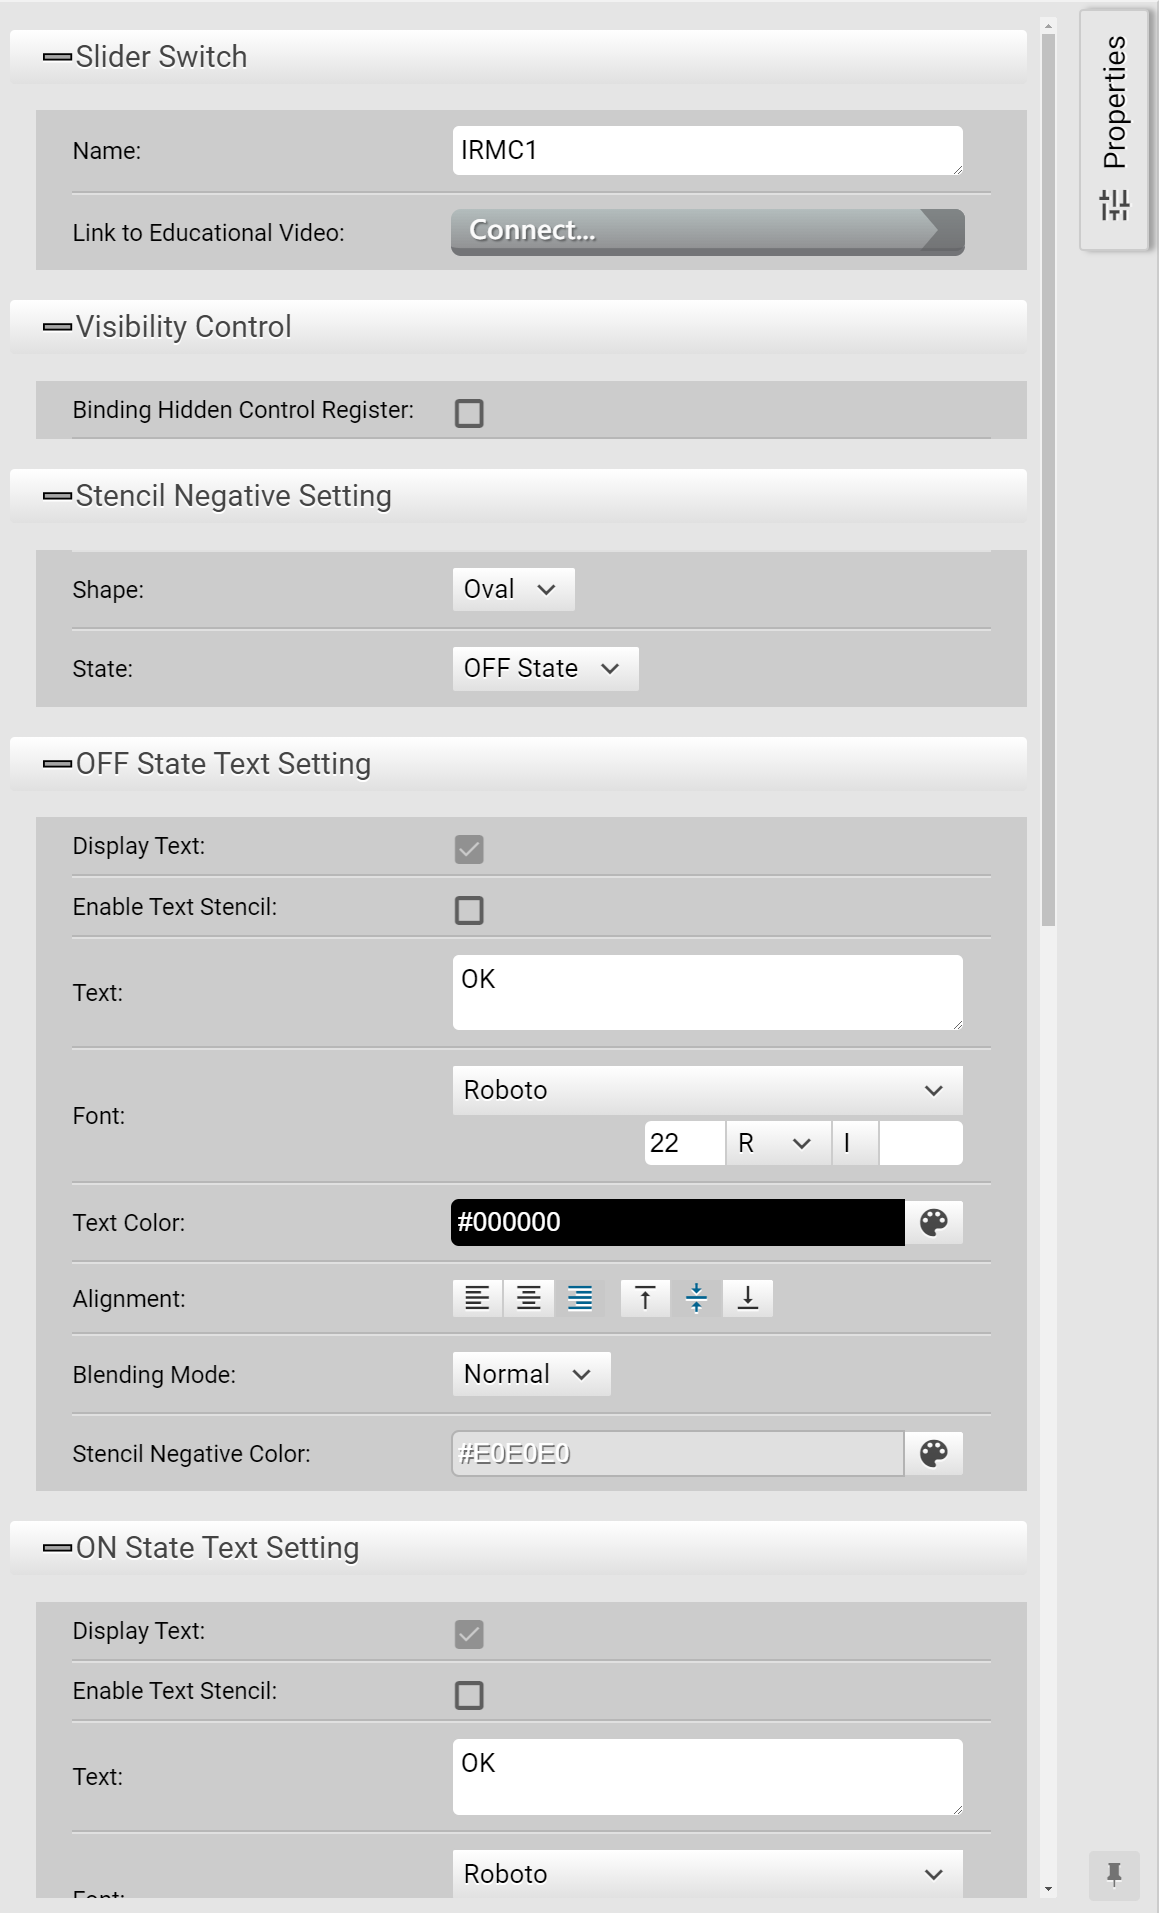 Slider Switch
Properties
Name: IRMC1
Link to Educational Video: Connect...
Visibility Control
Binding Hidden Control Register:
Stencil Negative Setting
Shape: Oval
State: OFF State
OFF State Text Setting
Display Text:
Enable Text Stencil:
Text: OK
Font: Roboto
22 R I
Text Color: #000000
Alignment:
Blending Mode: Normal
Stencil Negative Color: #E0E0E0
ON State Text Setting
Display Text:
Enable Text Stencil:
Text: OK
Font: Roboto